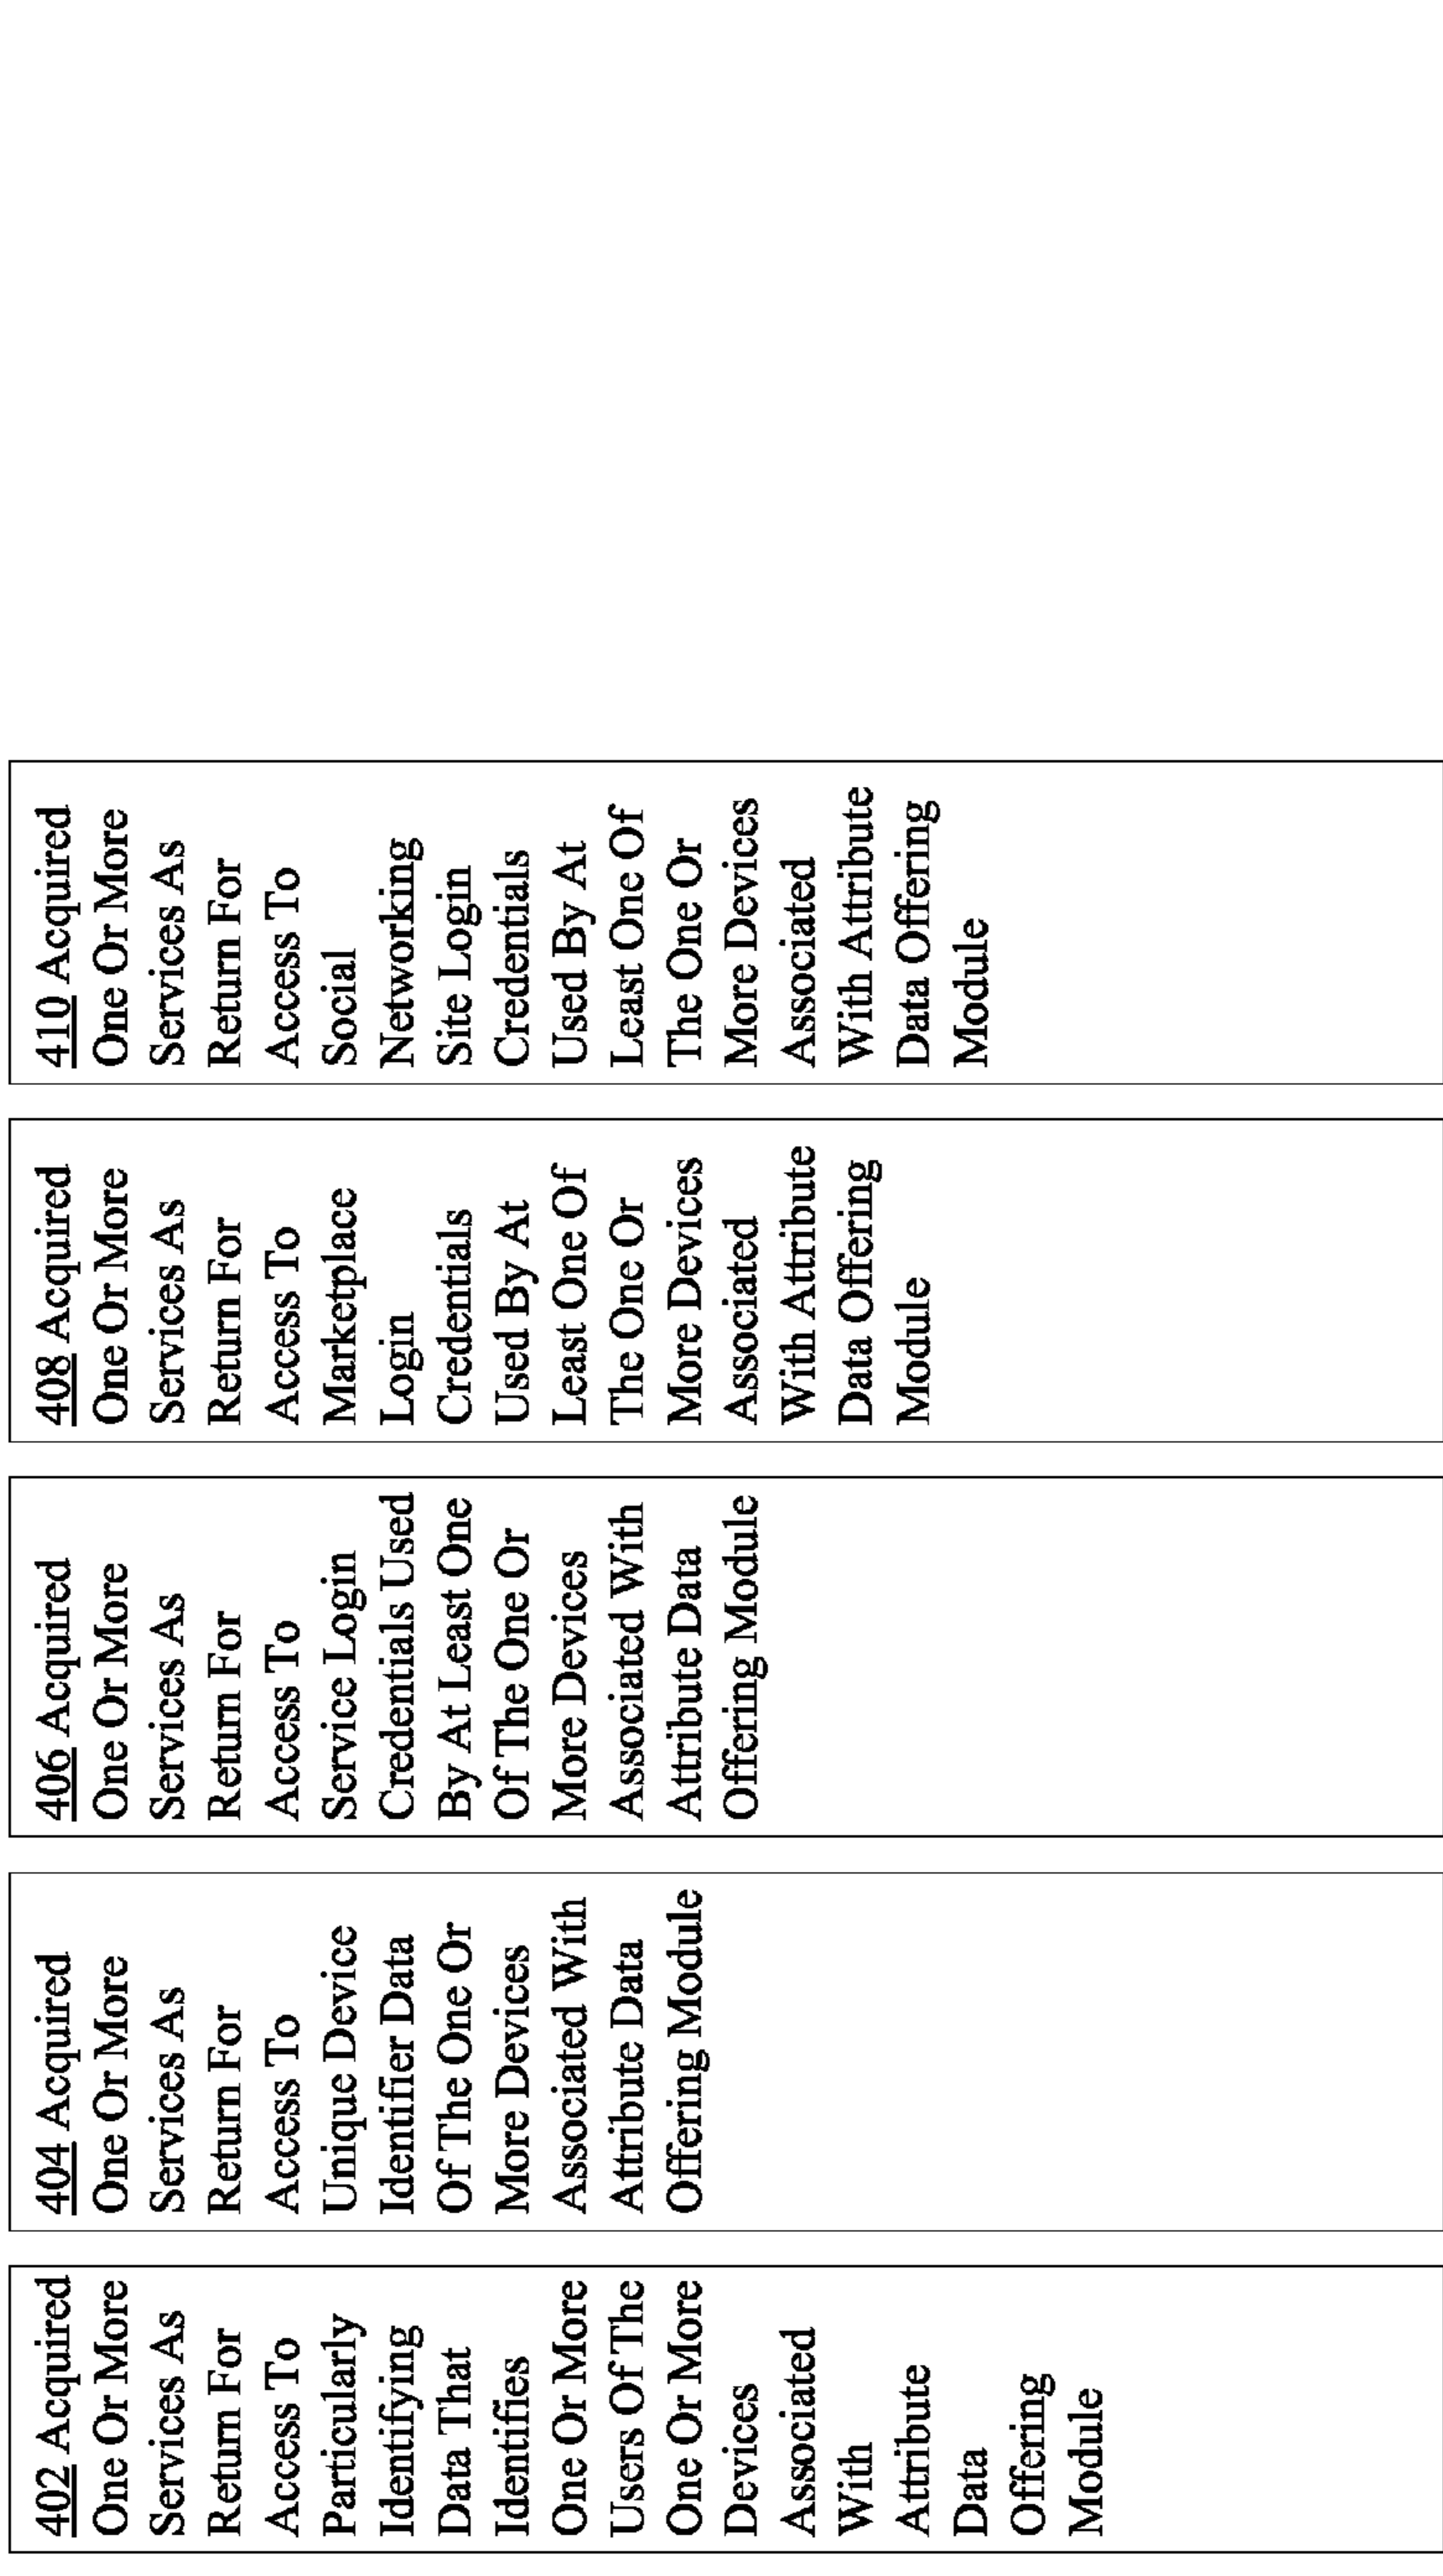 402 Acquired
One Or More
Services As
Return For
Access To
Particularly
Identifying
Data That
Identifies
One Or More
Users Of The
One Or More
Devices
Associated
With
Attribute
Data
Offering
Module
404 Acquired
One Or More
Services As
Return For
Access To
Unique Device
Identifier Data
Of The One Or
More Devices
Associated With
Attribute Data
Offering Module
406 Acquired
One Or More
Services As
Return For
Access To
Service Login
Credentials Used
By At Least One
Of The One Or
More Devices
Associated With
Attribute Data
Offering Module
408 Acquired
One Or More
Services As
Return For
Access To
Marketplace
Login
Credentials
Used By At
Least One Of
The One Or
More Devices
Associated
With Attribute
Data Offering
Module
410 Acquired
One Or More
Services As
Return For
Access To
Social
Networking
Site Login
Credentials
Used By At
Least One Of
The One Or
More Devices
Associated
With Attribute
Data Offering
Module